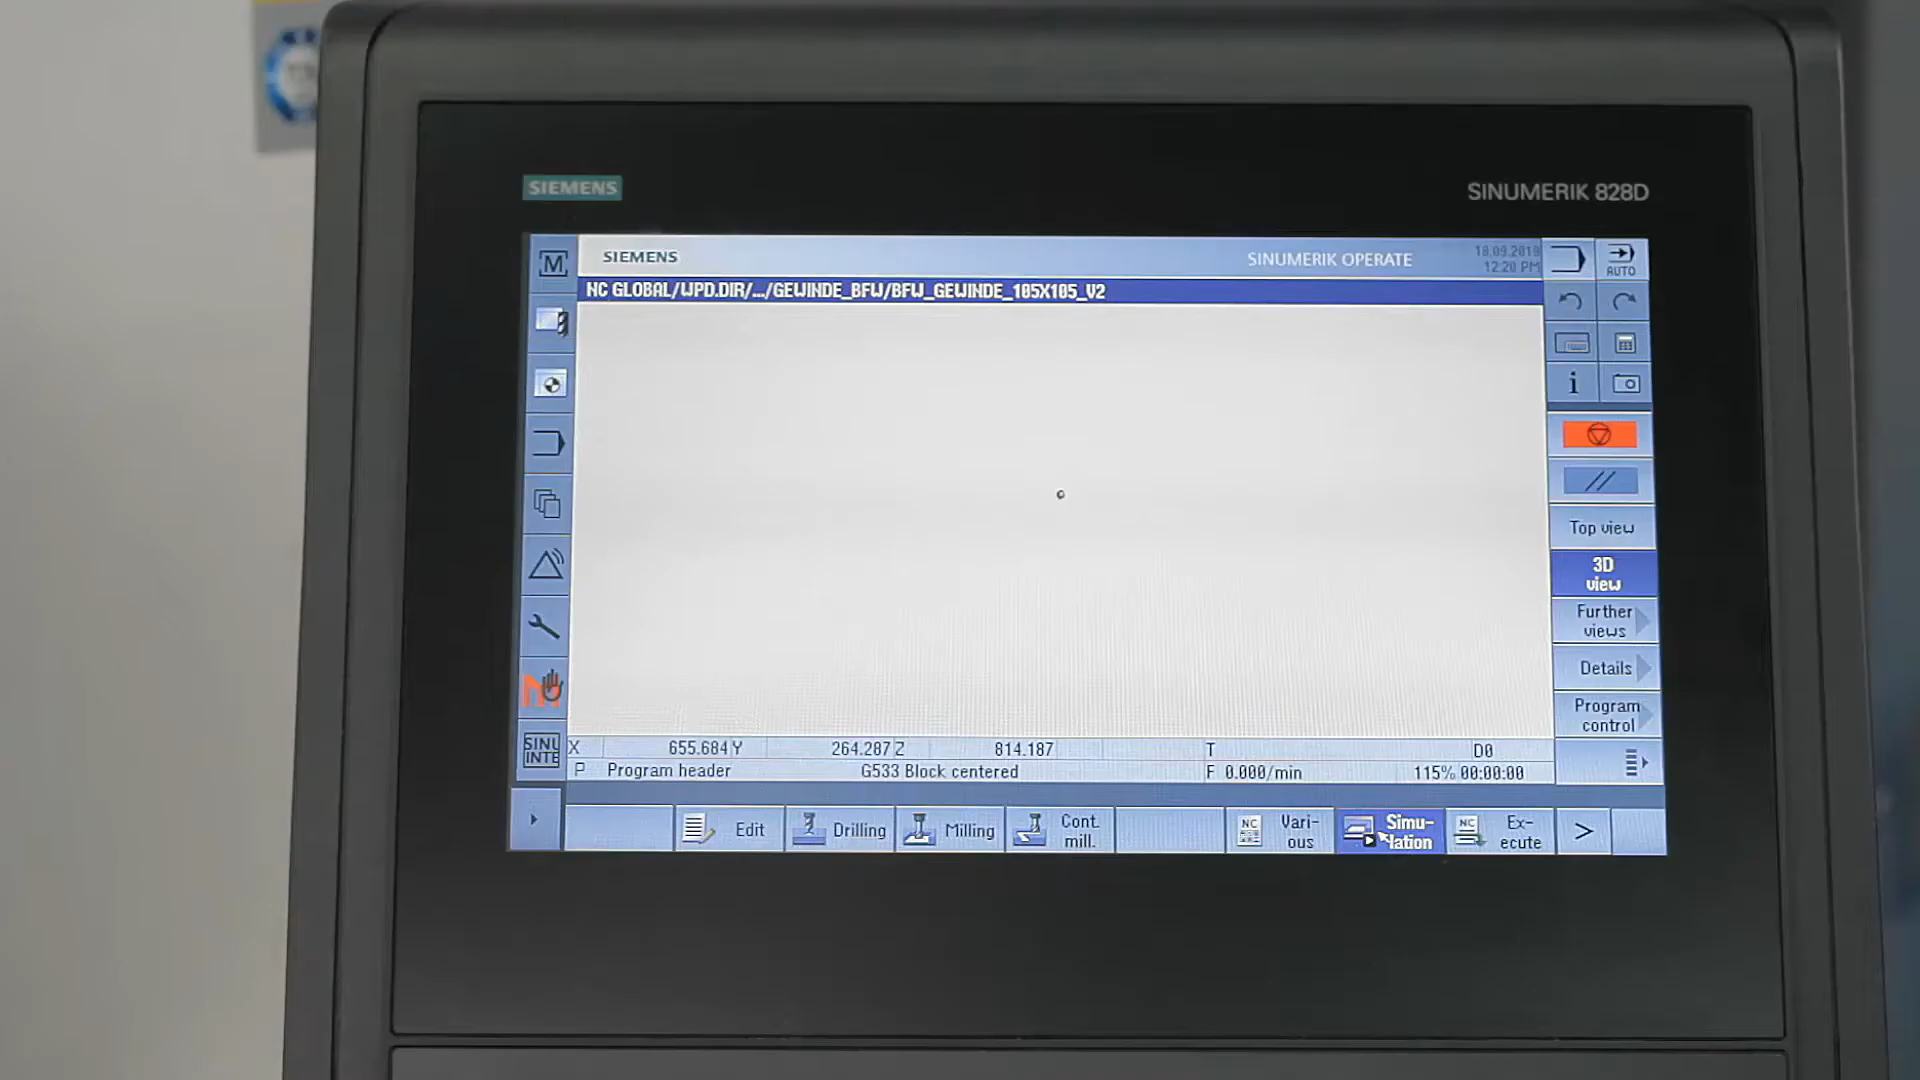 SIEMENS
SINUMERIK 828D
M
SIEMENS
SINUMERIK OPERATE
18.09.2019
12:20 PM
AUTO
NC GLOBAL/WPD.DIR/.../GEWINDE_BFW/BFW_GEWINDE_105X105_V2
i
Top view
3D
view
Further
views
Details
Program
control
SINU
INTE
X 655.684 Y 264.287 Z 814.187 T D0
P Program header G533 Block centered F 0.000/min 115% 00:00:00
Edit
Drilling
Milling
Cont.
mill.
NC
Vari-
ous
Simu-
lation
NC
Ex-
ecute
>